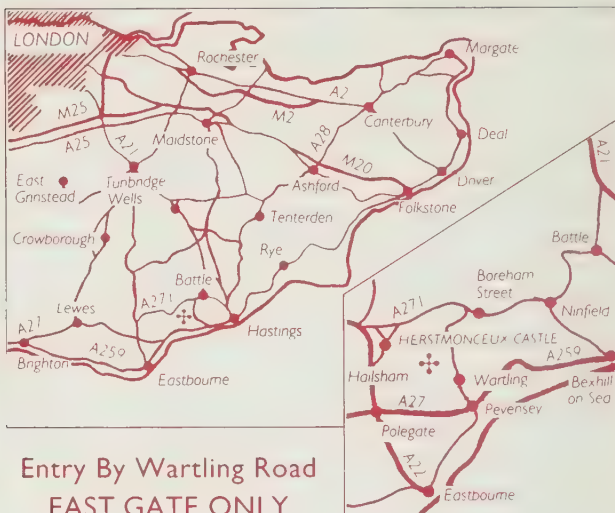 LONDON
Rochester
Margate
A2
M2
Canterbury
M25
A25
A21
Maidstone
A28
Deal
M20
East
Grinstead
Tunbridge
Wells
Ashford
Dover
Folkstone
Crowborough
Tenterden
Rye
Battle
A271
Lewes
A27
Hastings
A259
Brighton
Eastbourne
A21
Battle
Boreham
Street
A271
Ninfield
HERSTMONCEUX CASTLE
A259
Hailsham
Wartling
Bexhill
on Sea
A27
Pevensey
Polegate
A22
Eastbourne
Entry By Wartling Road
EAST GATE ONLY